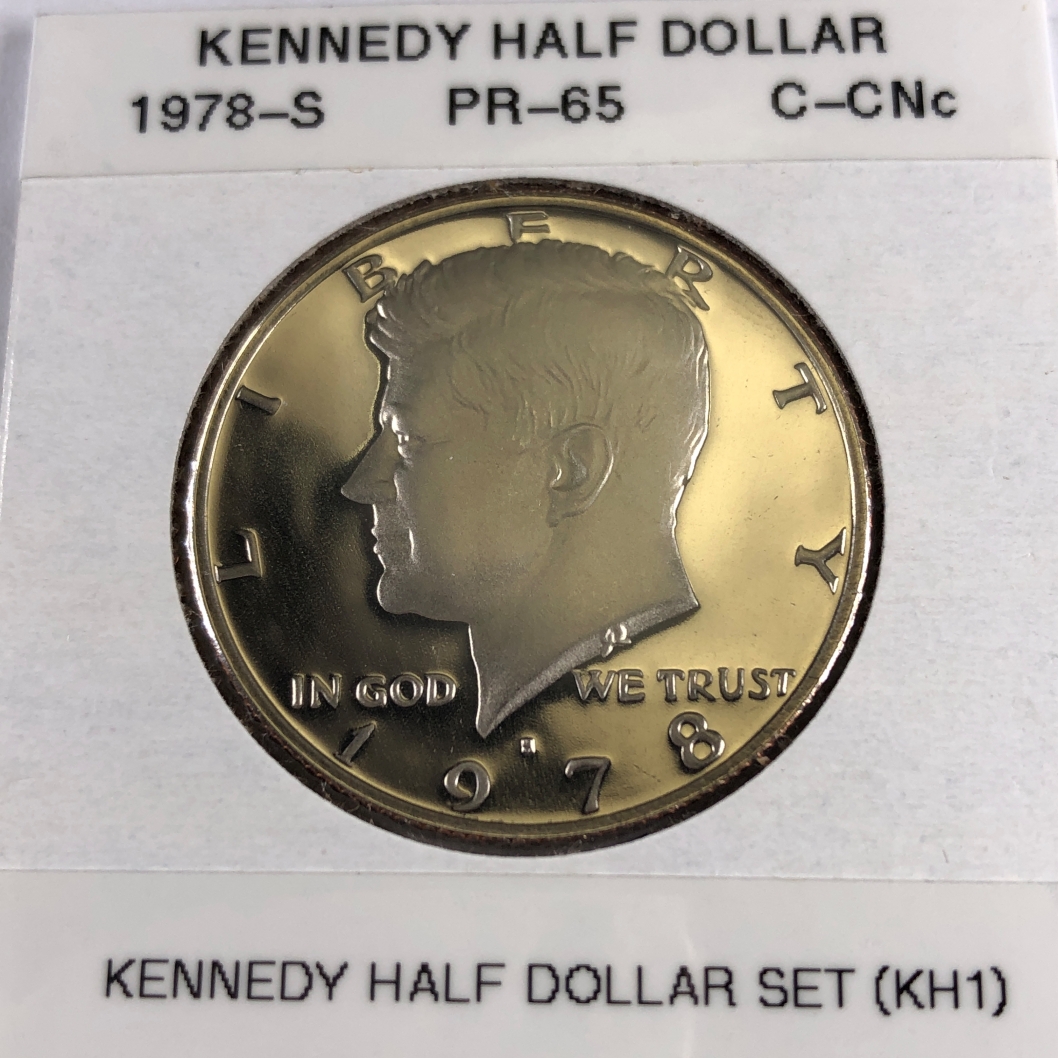 KENNEDY HALF DOLLAR
1978-S PR-65 C-CNc
LIBERTY
IN GOD WE TRUST
1978
KENNEDY HALF DOLLAR SET (KH1)